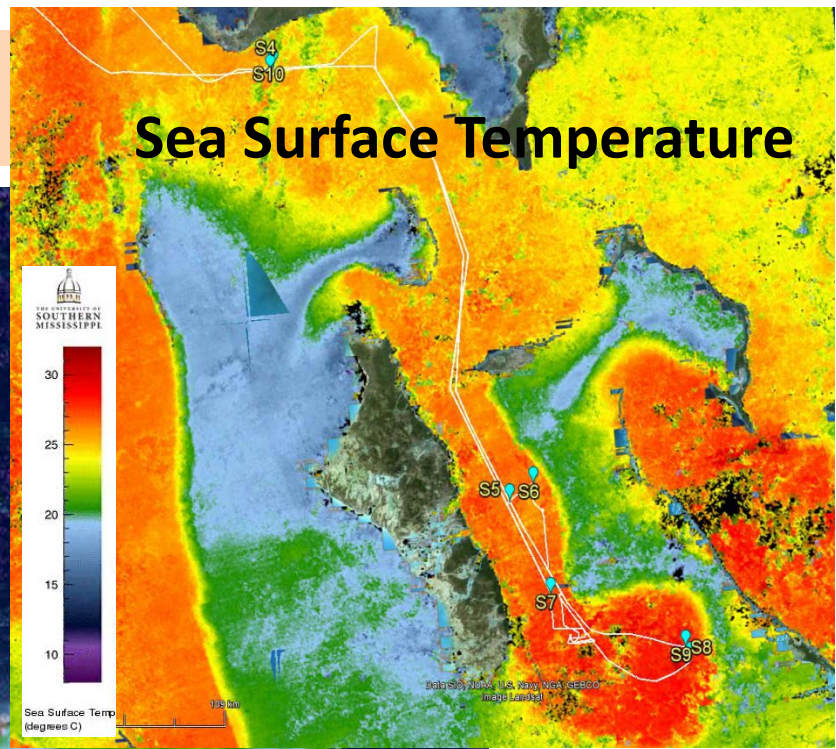 S4
S10
Sea Surface Temperature
THE UNIVERSITY OF
SOUTHERN
MISSISSIPPI
30
25
20
15
10
S5
S6
S7
S8
S9
Data SIO, NOAA, U.S. Navy, NGA, GEBCO
Image Landsat
109 km
Sea Surface Temp
(degrees C)